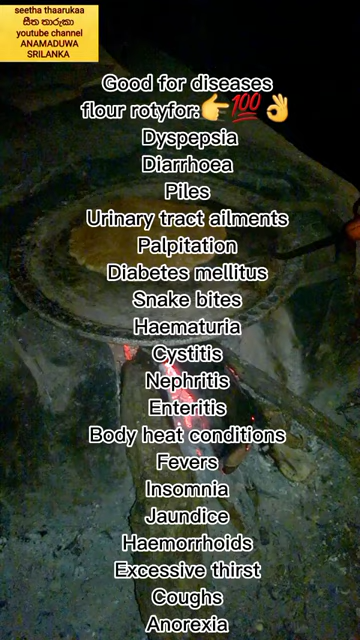 seetha thaarukaa
සීත තාරුකා
youtube channel
ANAMADUWA
SRILANKA
Good for diseases
flour rotyfor:👉💯👌
Dyspepsia
Diarrhoea
Piles
Urinary tract ailments
Palpitation
Diabetes mellitus
Snake bites
Haematuria
Cystitis
Nephritis
Enteritis
Body heat conditions
Fevers
Insomnia
Jaundice
Haemorrhoids
Excessive thirst
Coughs
Anorexia